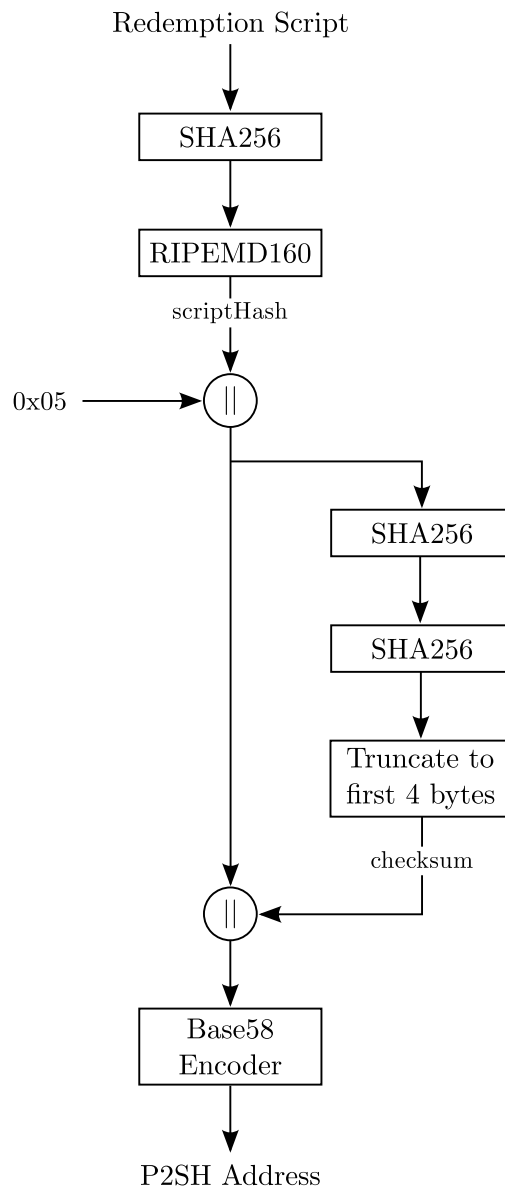 Redemption Script
SHA256
RIPEMD160
scriptHash
0x05
||
SHA256
SHA256
Truncate to
first 4 bytes
checksum
||
Base58
Encoder
P2SH Address